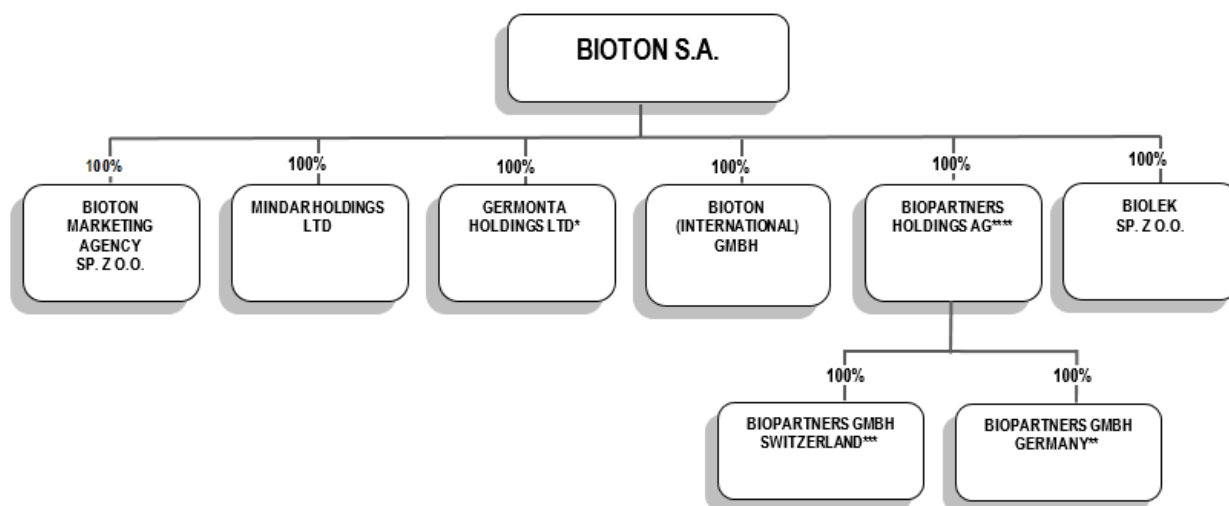 BIOTON S.A.
100%
100%
100%
100%
100%
100%
BIOTON
MARKETING
AGENCY
SP. Z O.O.
MINDAR HOLDINGS
LTD
GERMONTA
HOLDINGS LTD*
BIOTON
(INTERNATIONAL)
GMBH
BIOPARTNERS
HOLDINGS AG****
BIOLEK
SP. Z O.O.
100%
100%
BIOPARTNERS GMBH
SWITZERLAND***
BIOPARTNERS GMBH
GERMANY**